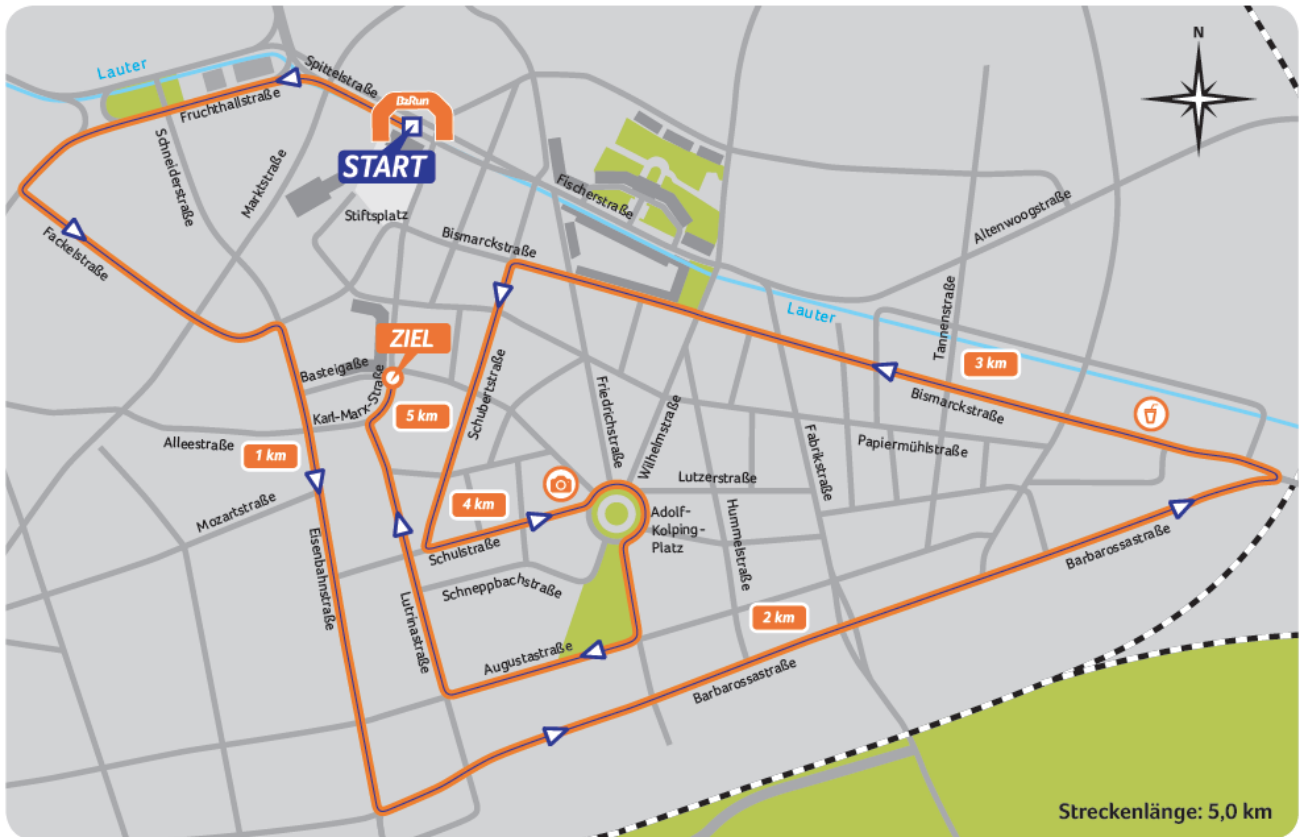 N
Lauter
Spittelstraße
B2Run
Fruchthallstraße
START
Schneiderstraße
Marktstraße
Fischerstraße
Stiftsplatz
Altenwoogstraße
Fackelstraße
Bismarckstraße
Lauter
Tannenstraße
ZIEL
3 km
Basteigaße
Karl-Marx-Straße
Schubertstraße
Friedrichstraße
Wilhelmstraße
Bismarckstraße
5 km
Alleestraße
1 km
Papiermühlstraße
Fabrikstraße
Lutzerstraße
Mozartstraße
4 km
Adolf-
Kolping-
Platz
Hummelstraße
Eisenbahnstraße
Schulstraße
Barbarossastraße
Schneppbachstraße
Lutrinastraße
2 km
Augustastraße
Barbarossastraße
Streckenlänge: 5,0 km